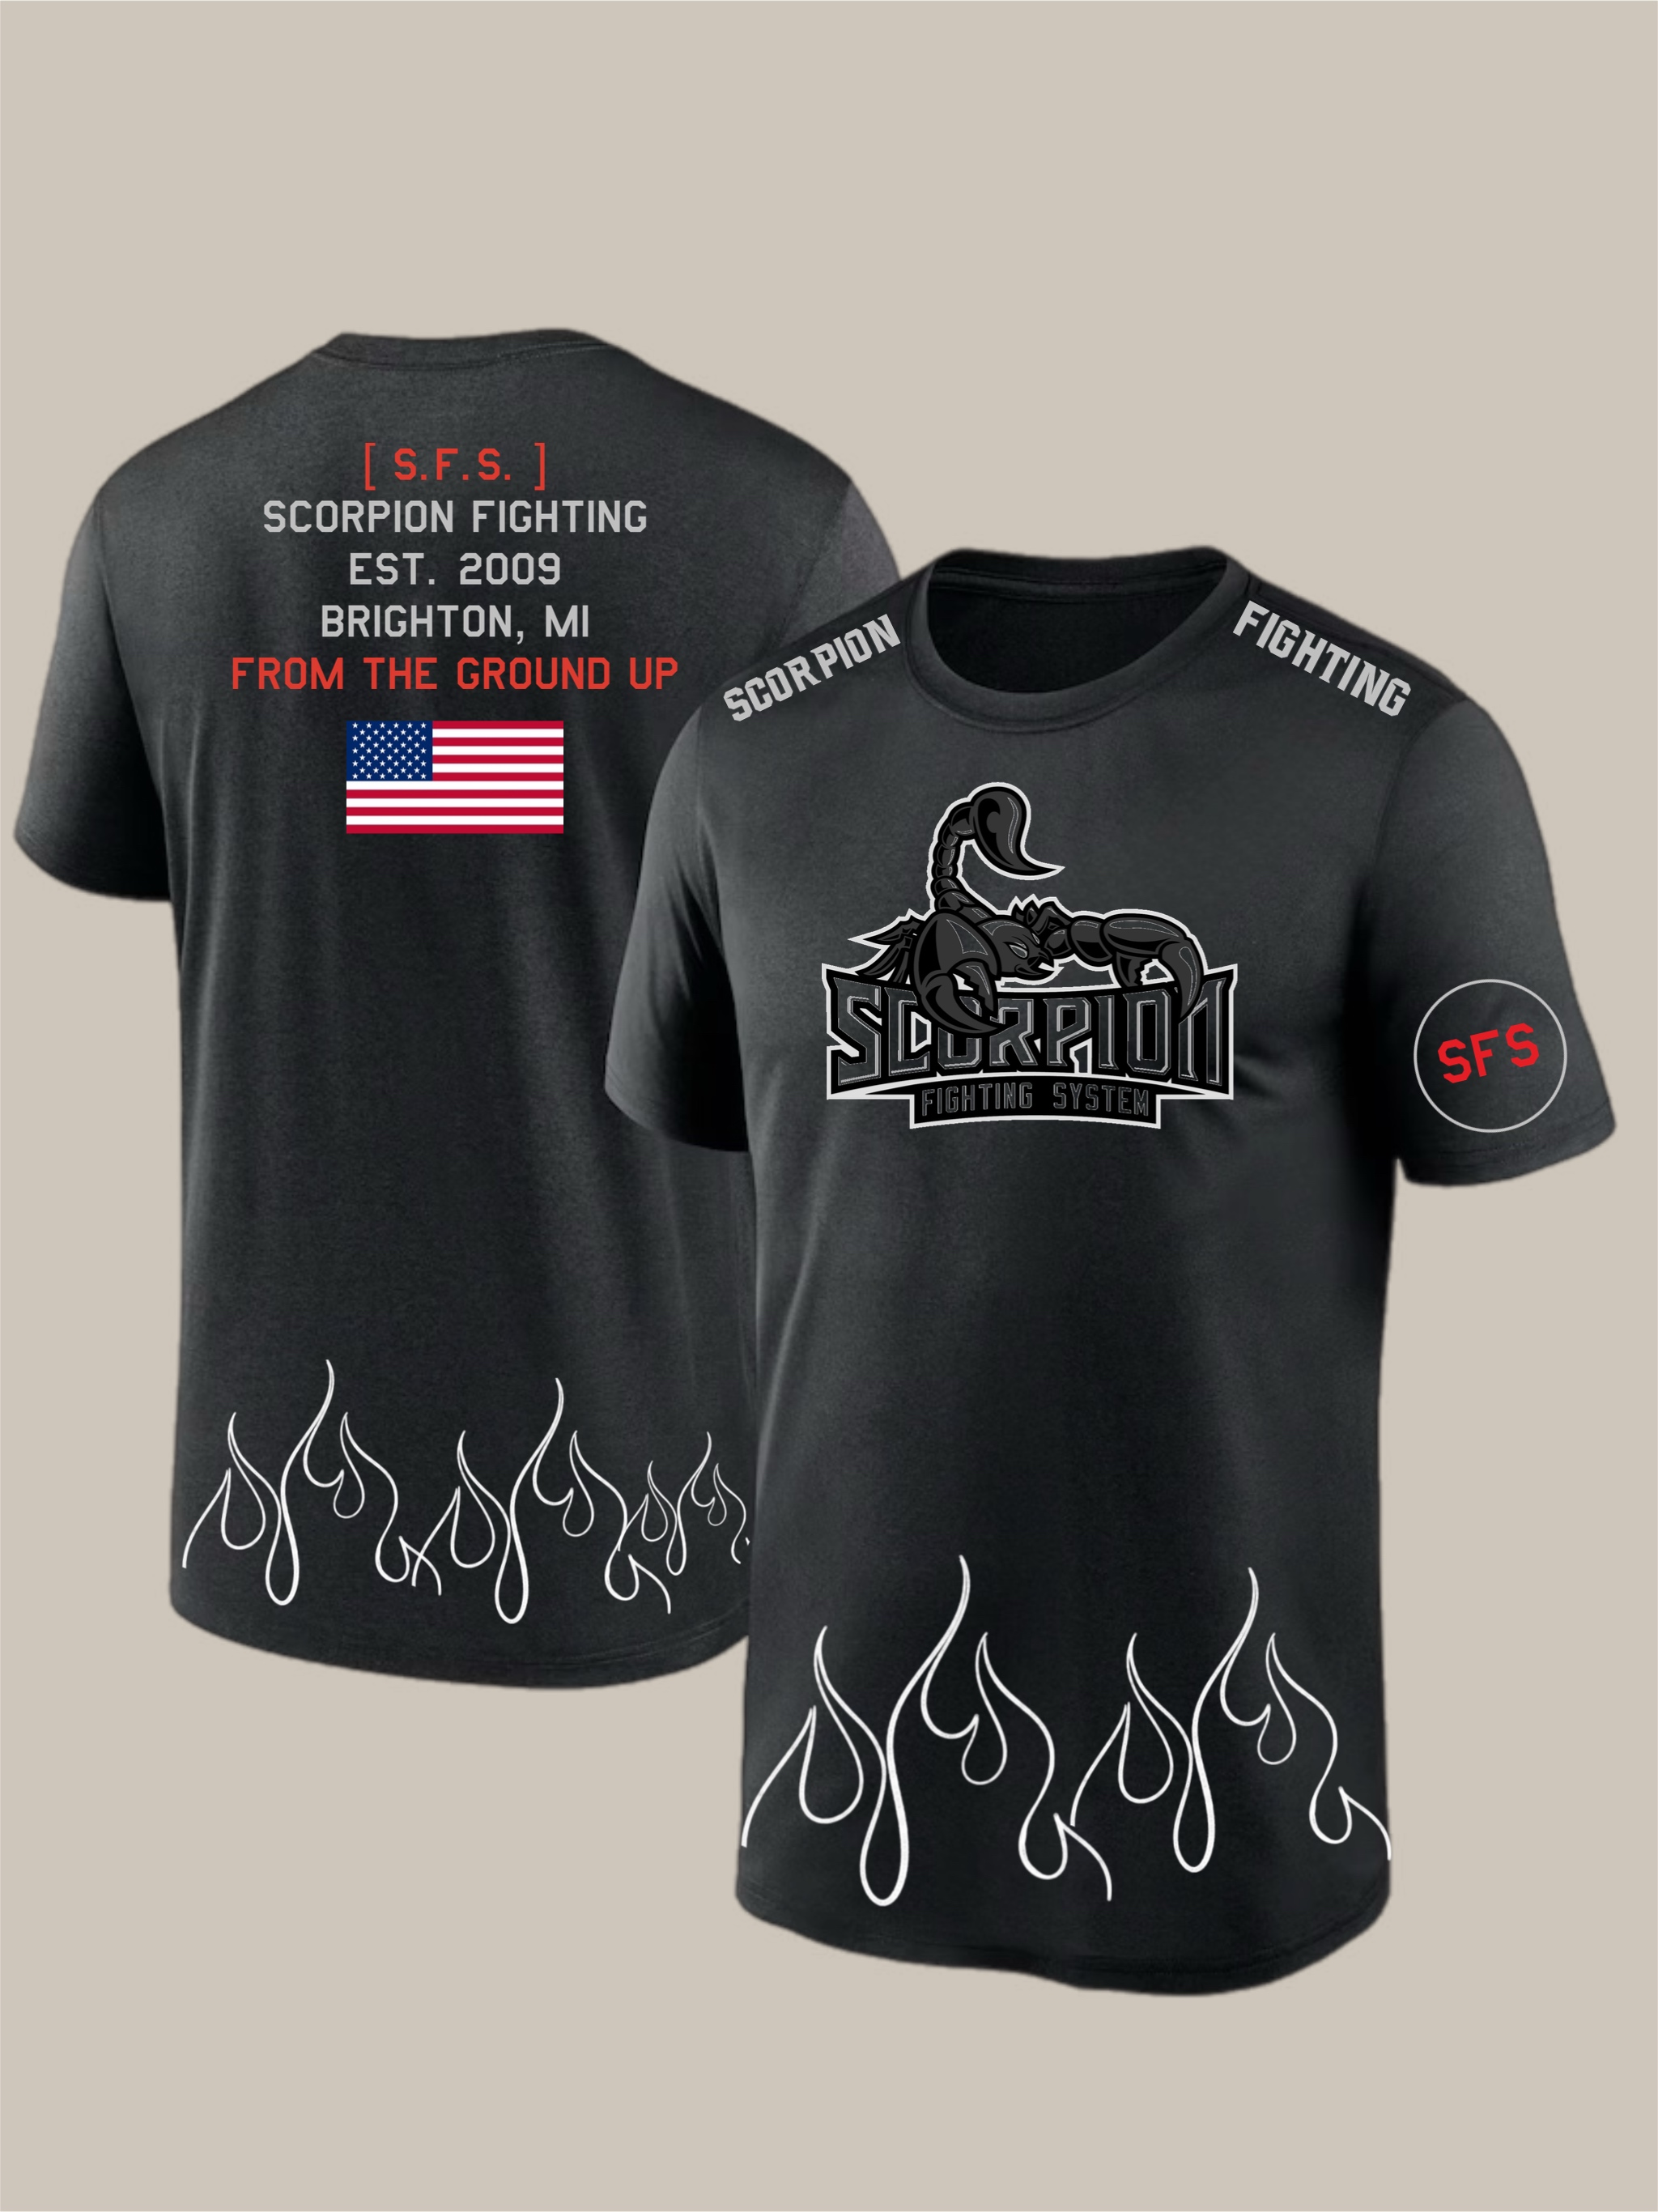 [ S.F.S. ]
SCORPION FIGHTING
EST. 2009
BRIGHTON, MI
FROM THE GROUND UP
SCORPION
FIGHTING
SCORPION
FIGHTING SYSTEM
SFS